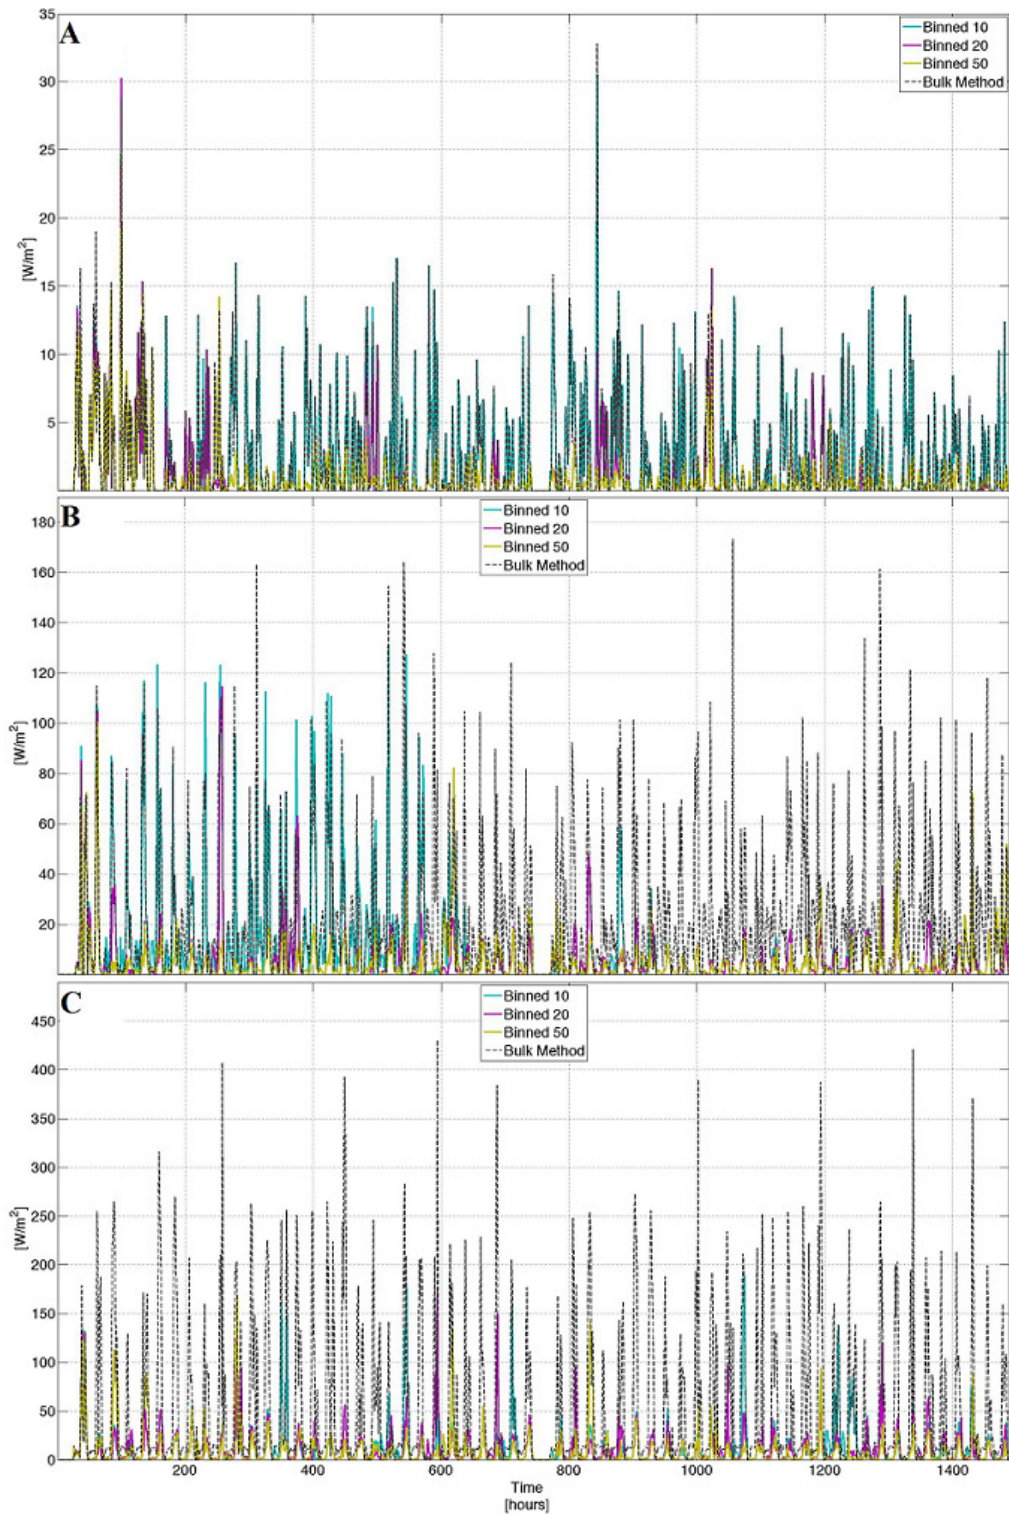 A
35
30
25
20
15
10
5
[W/m²]
Binned 10
Binned 20
Binned 50
Bulk Method
B
180
160
140
120
100
80
60
40
20
[W/m²]
Binned 10
Binned 20
Binned 50
Bulk Method
C
450
400
350
300
250
200
150
100
50
0
[W/m²]
Binned 10
Binned 20
Binned 50
Bulk Method
200 400 600 800 1000 1200 1400
Time
[hours]